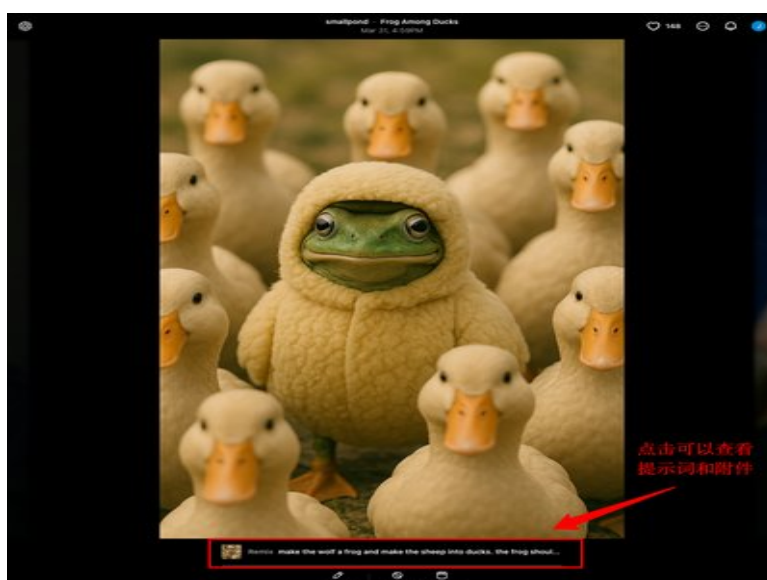 smallpond · Frog Among Ducks
Mar 31, 4:59PM
168
点击可以查看
提示词和附件
Remix make the wolf a frog and make the sheep into ducks. the frog shoul...